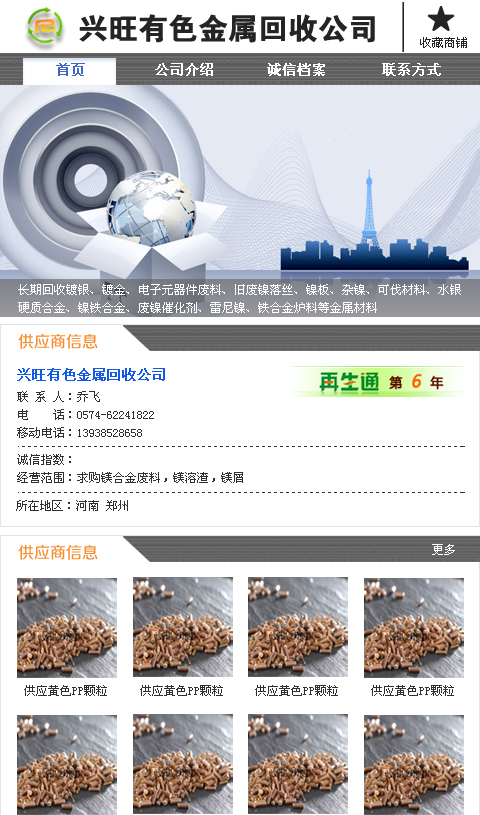 兴旺有色金属回收公司
收藏商铺
首页 公司介绍 诚信档案 联系方式
长期回收镀银、镀金、电子元器件废料、旧废镍落丝、镍板、杂镍、可伐材料、水银
硬质合金、镍铁合金、废镍催化剂、雷尼镍、铁合金炉料等金属材料
供应商信息
兴旺有色金属回收公司
再生通 第 6 年
联 系 人：乔飞
电 话：0574-62241822
移动电话：13938528658
诚信指数：
经营范围：求购镁合金废料，镁溶渣，镁屑
所在地区：河南 郑州
供应商信息 更多
供应黄色PP颗粒 供应黄色PP颗粒 供应黄色PP颗粒 供应黄色PP颗粒